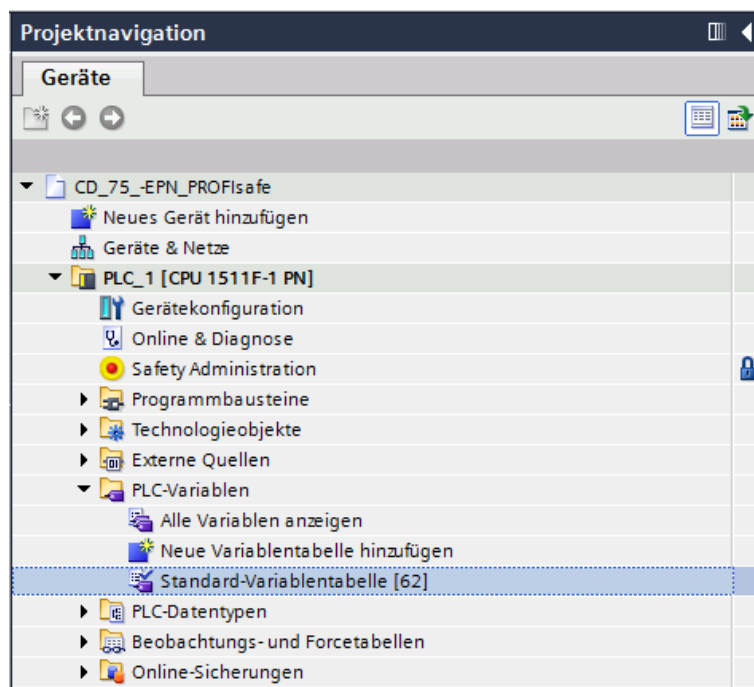 Projektnavigation
Geräte
CD_75_-EPN_PROFIsafe
Neues Gerät hinzufügen
Geräte & Netze
PLC_1 [CPU 1511F-1 PN]
Gerätekonfiguration
Online & Diagnose
Safety Administration
Programmbausteine
Technologieobjekte
Externe Quellen
PLC-Variablen
Alle Variablen anzeigen
Neue Variablentabelle hinzufügen
Standard-Variablentabelle [62]
PLC-Datentypen
Beobachtungs- und Forcetabellen
Online-Sicherungen